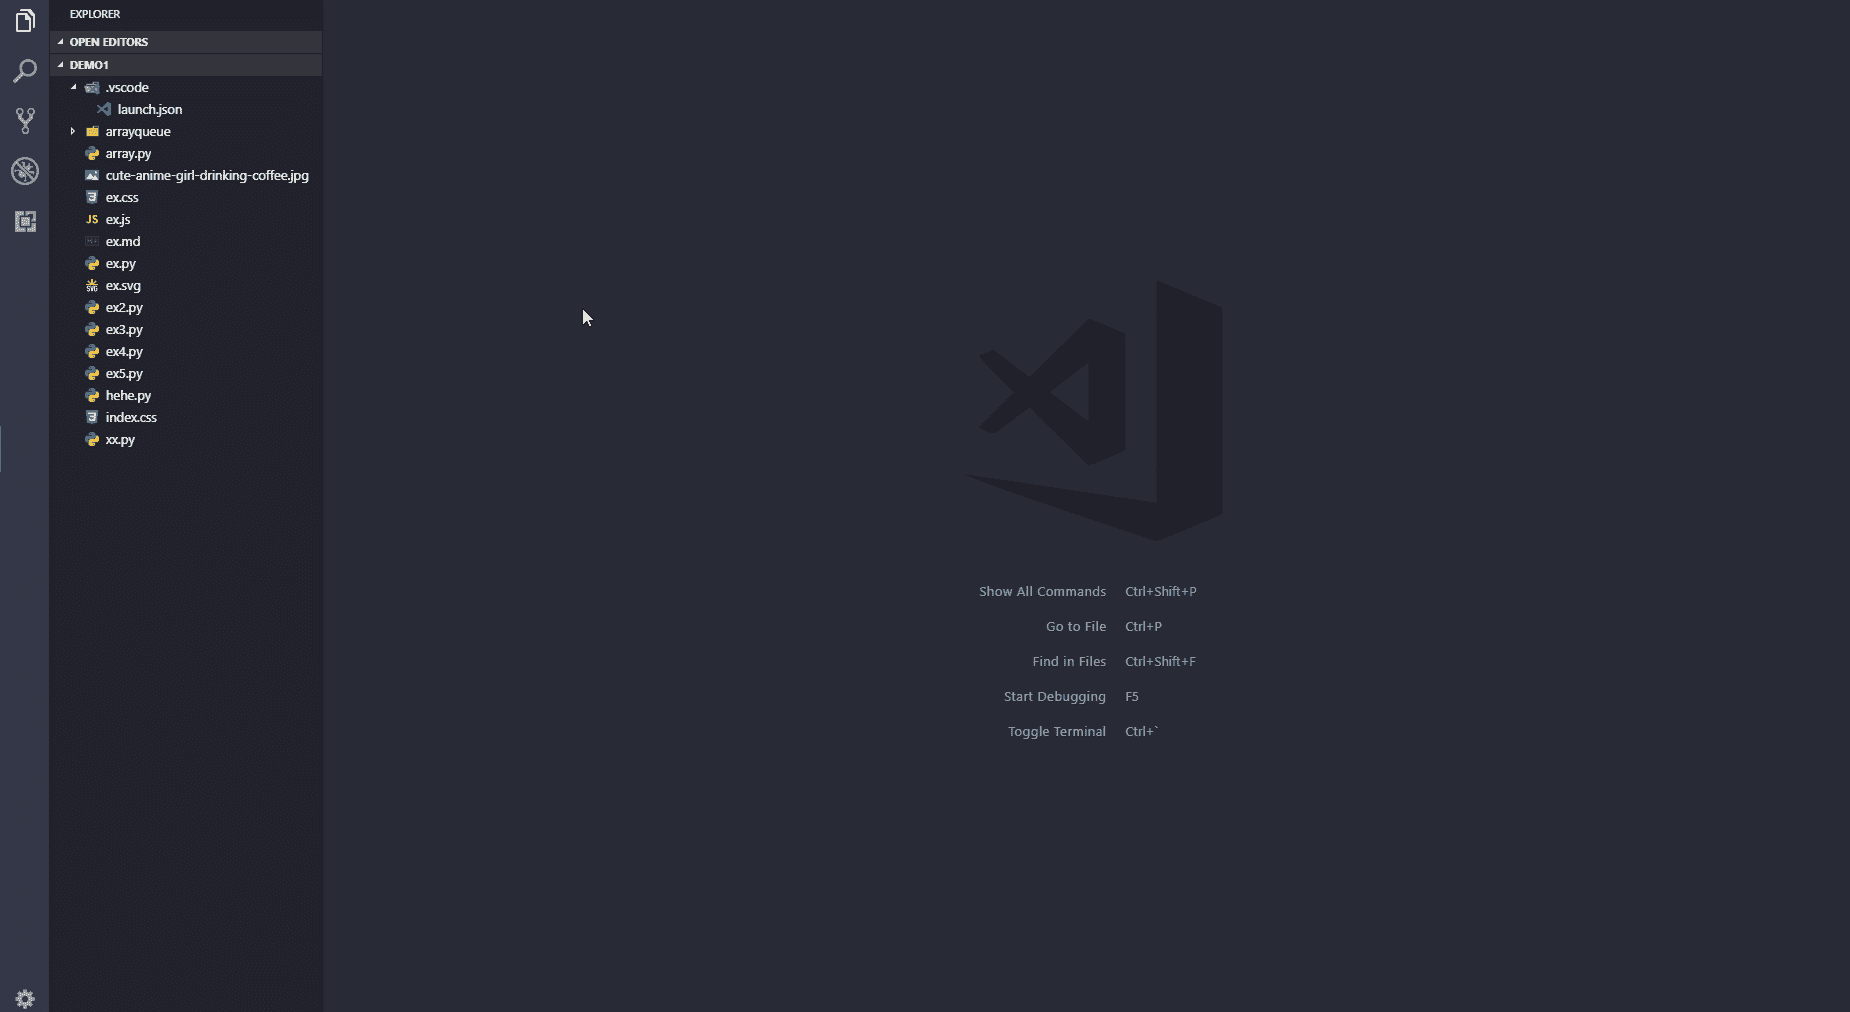 EXPLORER
OPEN EDITORS
DEMO1
.vscode
launch.json
arrayqueue
array.py
cute-anime-girl-drinking-coffee.jpg
ex.css
JS ex.js
ex.md
ex.py
SVG ex.svg
ex2.py
ex3.py
ex4.py
ex5.py
hehe.py
index.css
xx.py
Show All Commands Ctrl+Shift+P
Go to File Ctrl+P
Find in Files Ctrl+Shift+F
Start Debugging F5
Toggle Terminal Ctrl+`